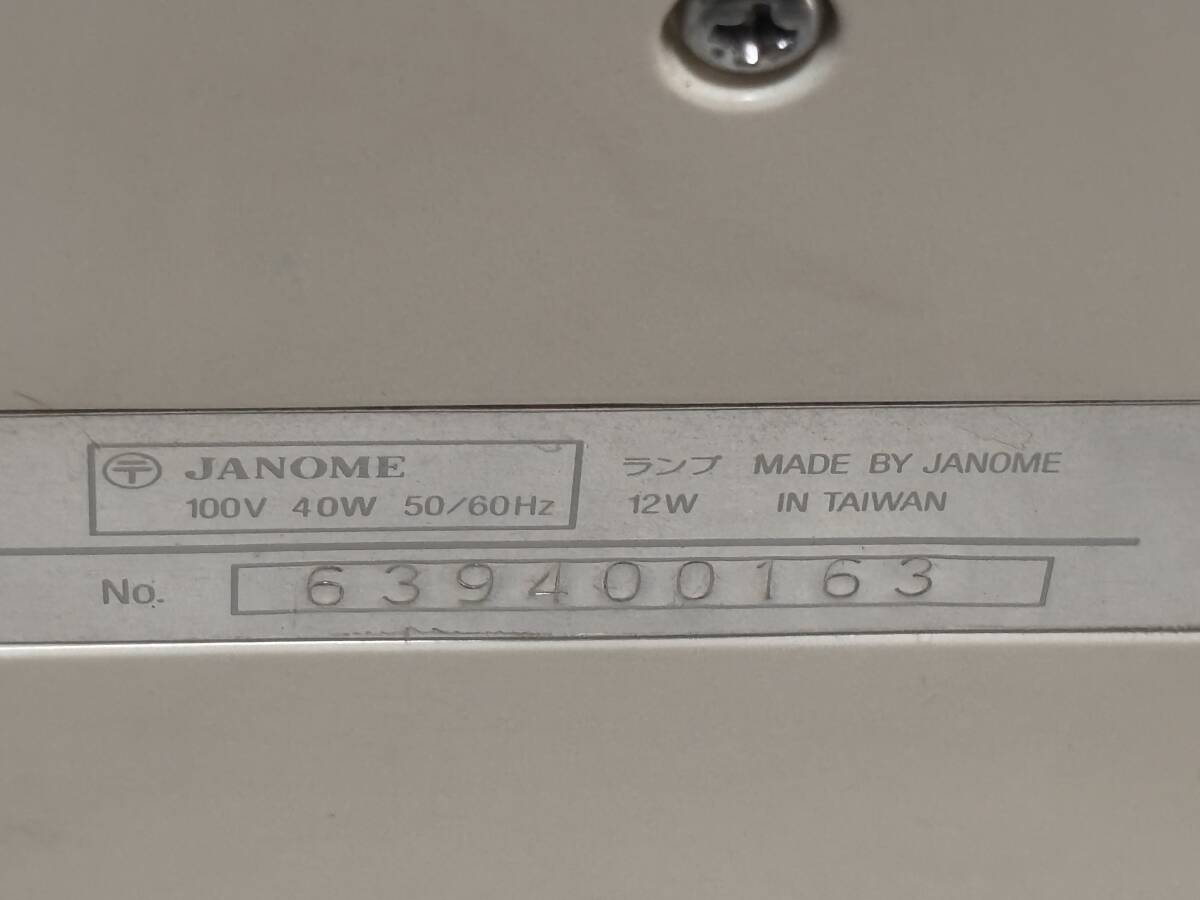 〶 JANOME
100V 40W 50/60Hz
ランプ MADE BY JANOME
12W IN TAIWAN
No. 639400163